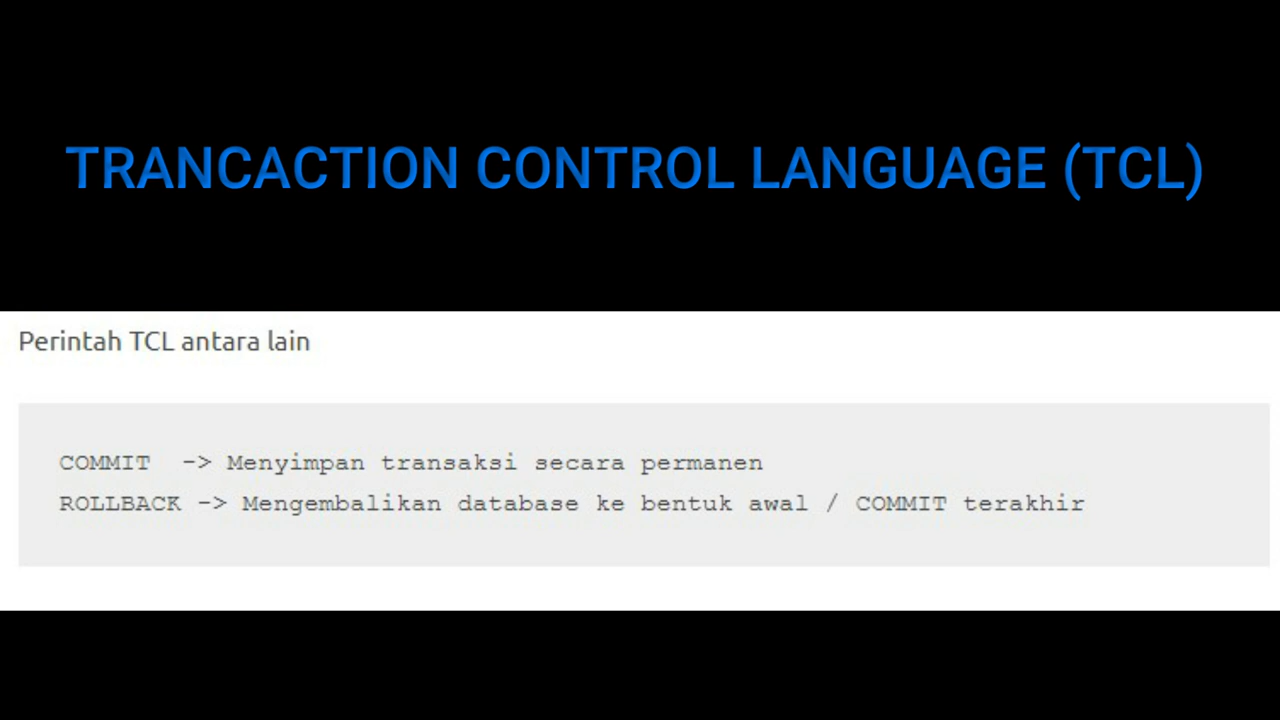 TRANCACTION CONTROL LANGUAGE (TCL)
Perintah TCL antara lain
COMMIT -> Menyimpan transaksi secara permanen
ROLLBACK -> Mengembalikan database ke bentuk awal / COMMIT terakhir